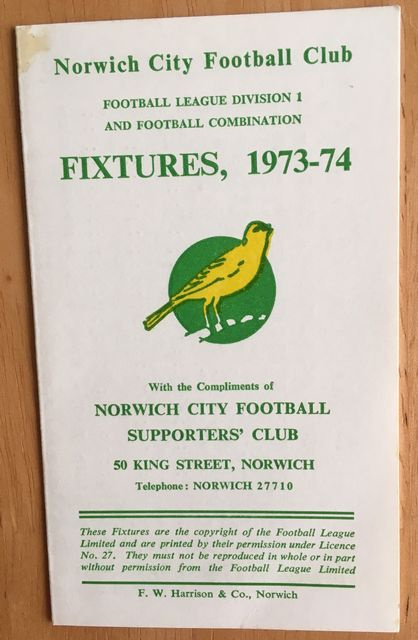 Norwich City Football Club
FOOTBALL LEAGUE DIVISION 1
AND FOOTBALL COMBINATION
FIXTURES, 1973-74
With the Compliments of
NORWICH CITY FOOTBALL
SUPPORTERS' CLUB
50 KING STREET, NORWICH
Telephone: NORWICH 27710
These Fixtures are the copyright of the Football League
Limited and are printed by their permission under Licence
No. 27. They must not be reproduced in whole or in part
without permission from the Football League Limited
F. W. Harrison & Co., Norwich